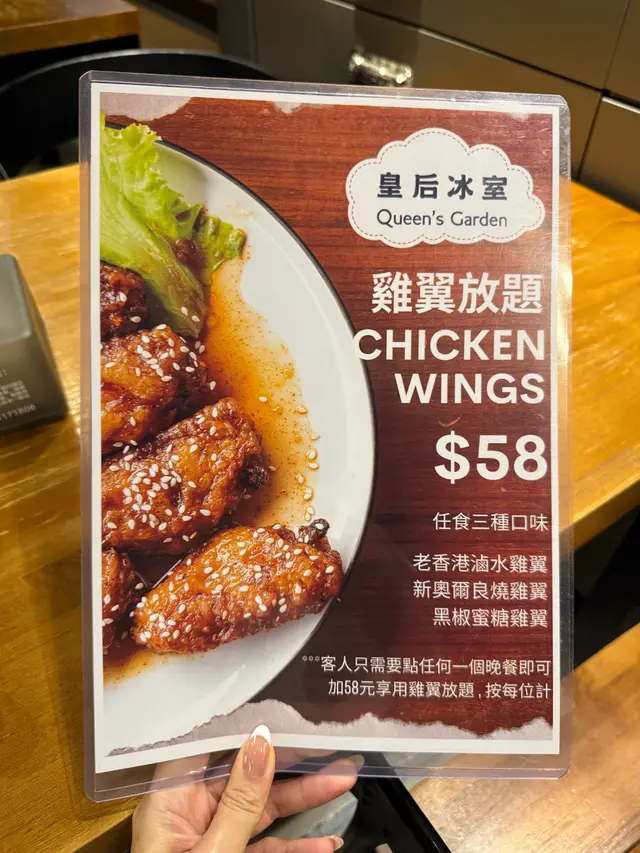 皇后冰室
Queen's Garden
雞翼放題
CHICKEN
WINGS
$58
任食三種口味
老香港滷水雞翼
新奧爾良燒雞翼
黑椒蜜糖雞翼
***客人只需要點任何一個晚餐即可
加58元享用雞翼放題,按每位計